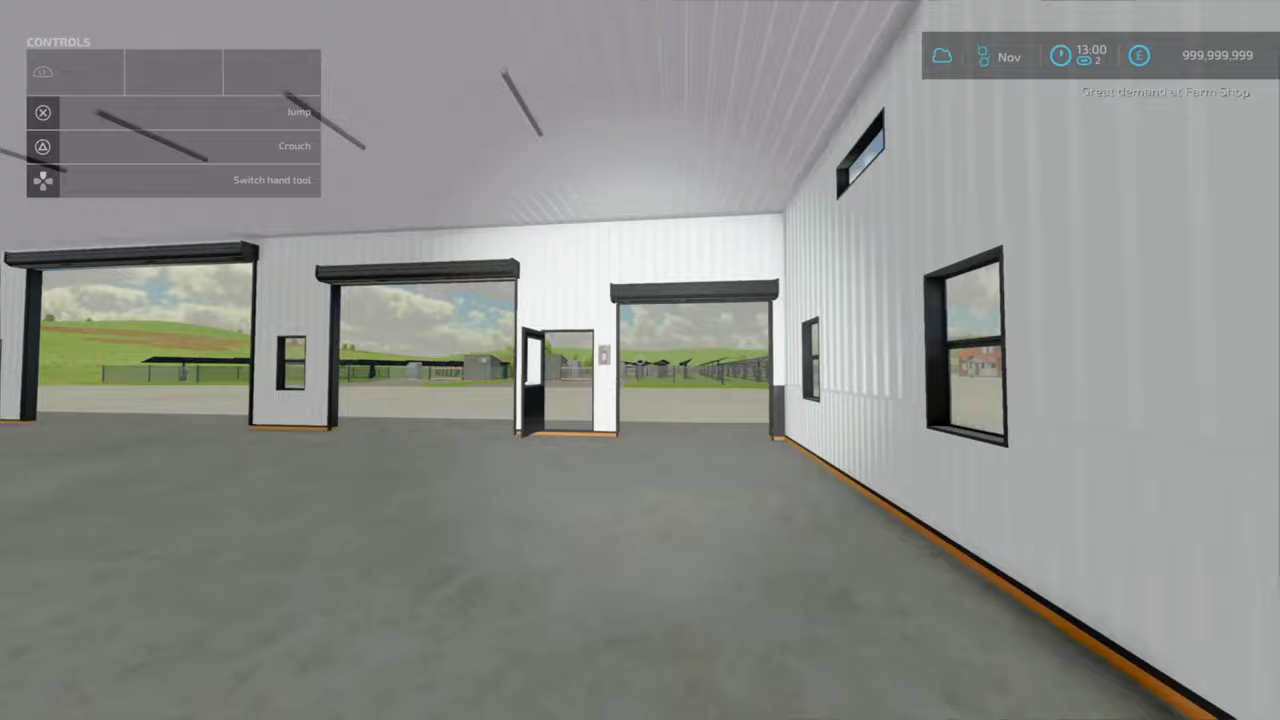 CONTROLS
Jump
Crouch
Switch hand tool
Nov
13:00
2
£
999,999,999
Great demand at Farm Shop